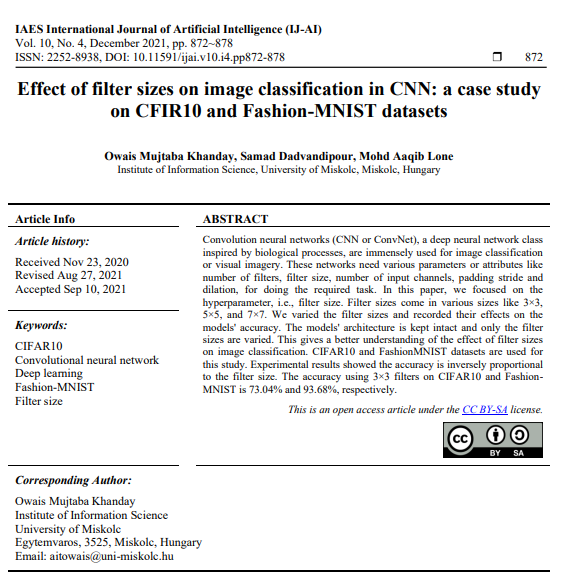 IAES International Journal of Artificial Intelligence (IJ-AI)
Vol. 10, No. 4, December 2021, pp. 872~878
ISSN: 2252-8938, DOI: 10.11591/ijai.v10.i4.pp872-878 ❒ 872
Effect of filter sizes on image classification in CNN: a case study
on CFIR10 and Fashion-MNIST datasets
Owais Mujtaba Khanday, Samad Dadvandipour, Mohd Aaqib Lone
Institute of Information Science, University of Miskolc, Miskolc, Hungary
Article Info
Article history:
Received Nov 23, 2020
Revised Aug 27, 2021
Accepted Sep 10, 2021
Keywords:
CIFAR10
Convolutional neural network
Deep learning
Fashion-MNIST
Filter size
ABSTRACT
Convolution neural networks (CNN or ConvNet), a deep neural network class
inspired by biological processes, are immensely used for image classification
or visual imagery. These networks need various parameters or attributes like
number of filters, filter size, number of input channels, padding stride and
dilation, for doing the required task. In this paper, we focused on the
hyperparameter, i.e., filter size. Filter sizes come in various sizes like 3×3,
5×5, and 7×7. We varied the filter sizes and recorded their effects on the
models' accuracy. The models' architecture is kept intact and only the filter
sizes are varied. This gives a better understanding of the effect of filter sizes
on image classification. CIFAR10 and FashionMNIST datasets are used for
this study. Experimental results showed the accuracy is inversely proportional
to the filter size. The accuracy using 3×3 filters on CIFAR10 and Fashion-
MNIST is 73.04% and 93.68%, respectively.
This is an open access article under the CC BY-SA license.
cc BY SA
Corresponding Author:
Owais Mujtaba Khanday
Institute of Information Science
University of Miskolc
Egytemvaros, 3525, Miskolc, Hungary
Email: aitowais@uni-miskolc.hu